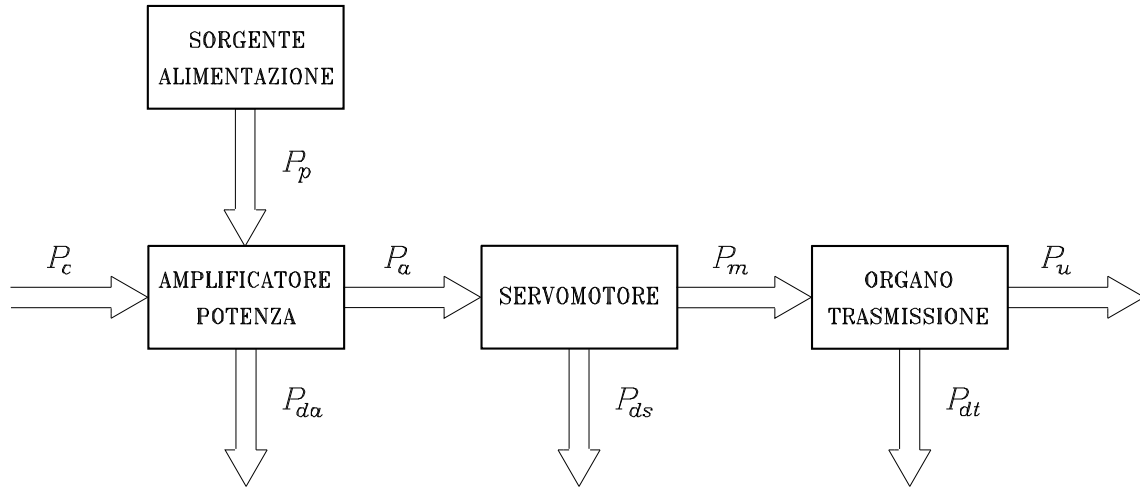 SORGENTE
ALIMENTAZIONE
P_p
P_c
AMPLIFICATORE
POTENZA
P_a
SERVOMOTORE
P_m
ORGANO
TRASMISSIONE
P_u
P_da
P_ds
P_dt